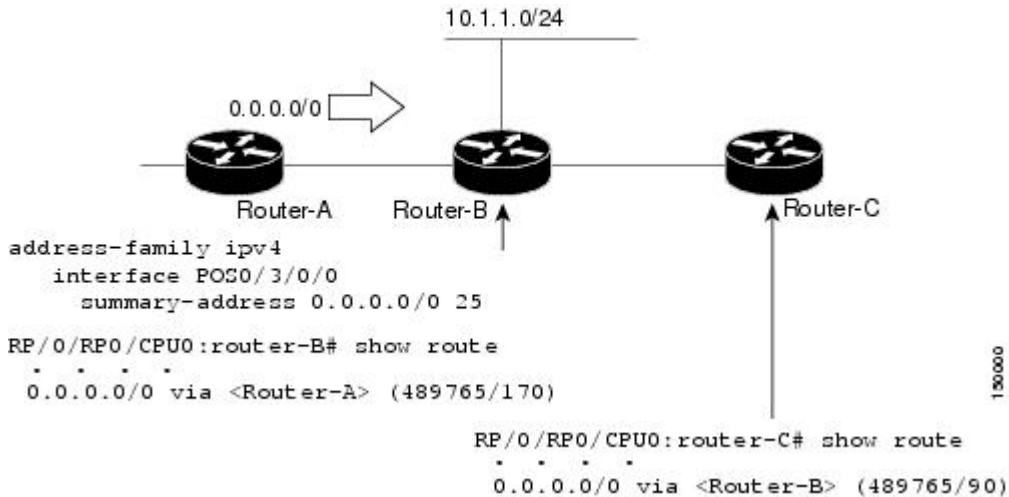 10.1.1.0/24
0.0.0.0/0
Router-A
Router-B
Router-C
address-family ipv4
interface POS0/3/0/0
summary-address 0.0.0.0/0 25
RP/0/RP0/CPU0:router-B# show route
. . . .
0.0.0.0/0 via <Router-A> (489765/170)
150000
RP/0/RP0/CPU0:router-C# show route
. . . .
0.0.0.0/0 via <Router-B> (489765/90)